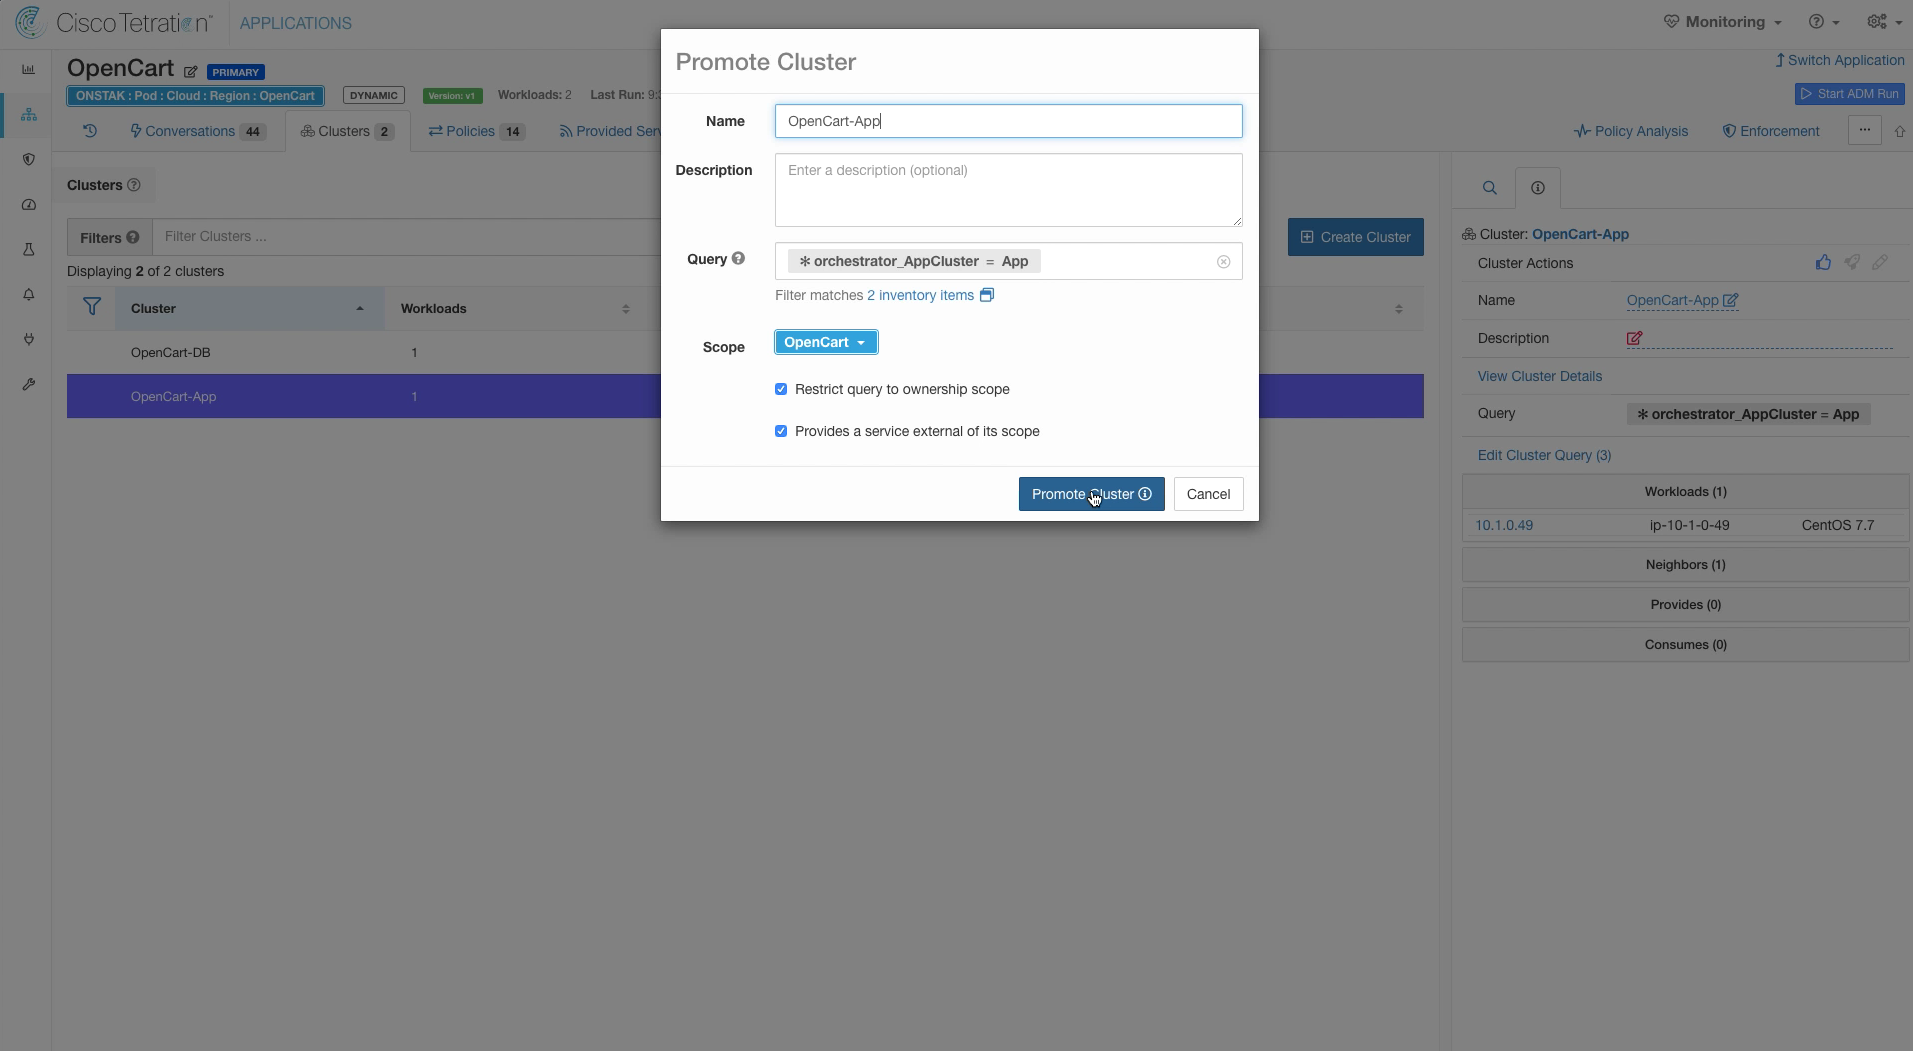 Cisco Tetration™ APPLICATIONS
Monitoring
OpenCart PRIMARY
Switch Application
ONSTAK : Pod : Cloud : Region : OpenCart DYNAMIC Version: v1 Workloads: 2 Last Run: 9:
Start ADM Run
Conversations 44 Clusters 2 Policies 14 Provided Serv
Policy Analysis Enforcement ...
Clusters
Filters Filter Clusters ...
Create Cluster
Displaying 2 of 2 clusters
Cluster Workloads
OpenCart-DB 1
OpenCart-App 1
Promote Cluster
Name OpenCart-App
Description Enter a description (optional)
Query * orchestrator_AppCluster = App
Filter matches 2 inventory items
Scope OpenCart
Restrict query to ownership scope
Provides a service external of its scope
Promote Cluster Cancel
Cluster: OpenCart-App
Cluster Actions
Name OpenCart-App
Description
View Cluster Details
Query * orchestrator_AppCluster = App
Edit Cluster Query (3)
Workloads (1)
10.1.0.49 ip-10-1-0-49 CentOS 7.7
Neighbors (1)
Provides (0)
Consumes (0)